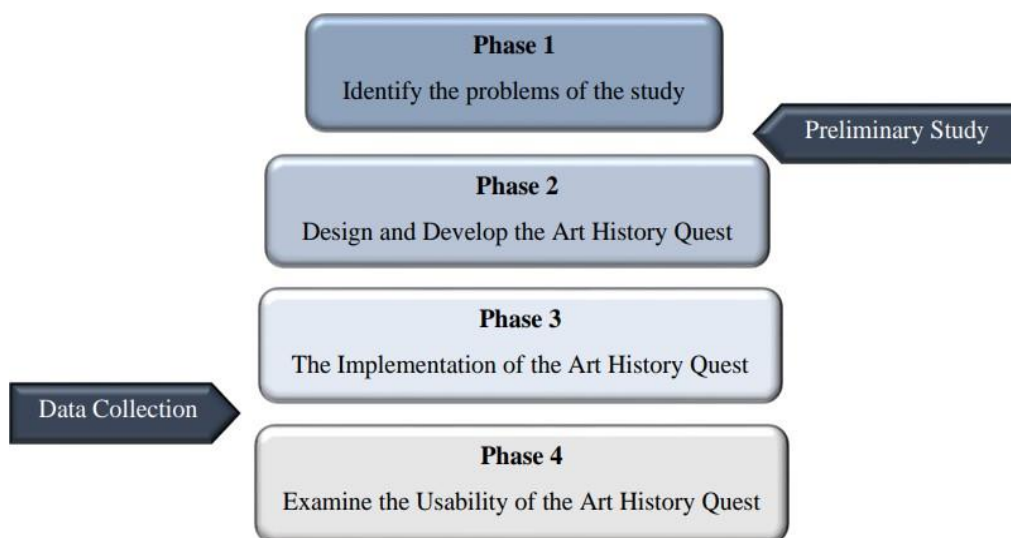 Phase 1
Identify the problems of the study
Preliminary Study
Phase 2
Design and Develop the Art History Quest
Phase 3
The Implementation of the Art History Quest
Data Collection
Phase 4
Examine the Usability of the Art History Quest